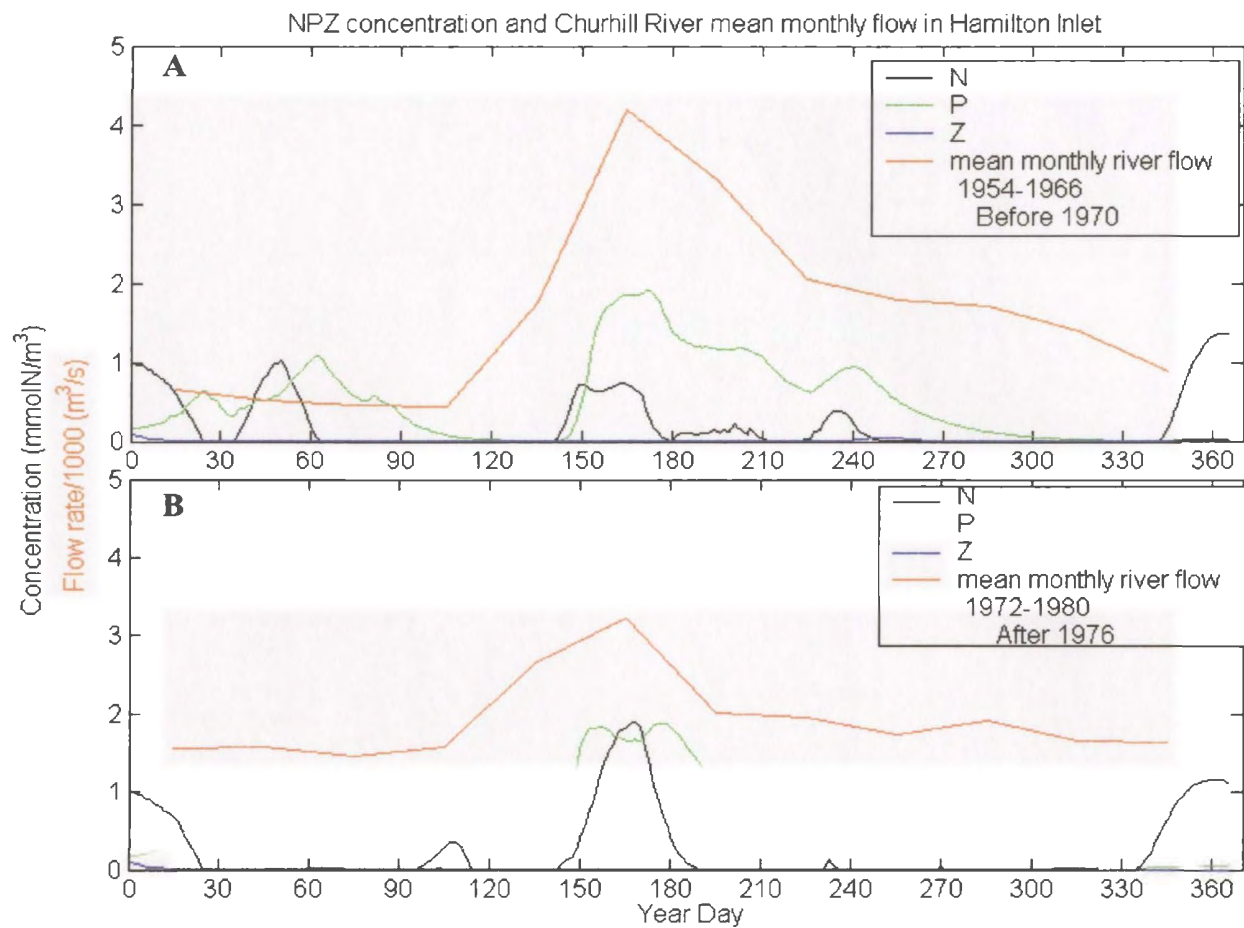 NPZ concentration and Churhill River mean monthly flow in Hamilton Inlet
A
N
P
Z
mean monthly river flow
1954-1966
Before 1970
5
4
3
2
1
0
0 30 60 90 120 150 180 210 240 270 300 330 360
Concentration (mmolN/m³)
Flow rate/1000 (m³/s)
B
N
P
Z
mean monthly river flow
1972-1980
After 1976
5
4
3
2
1
0
0 30 60 90 120 150 180 210 240 270 300 330 360
Year Day